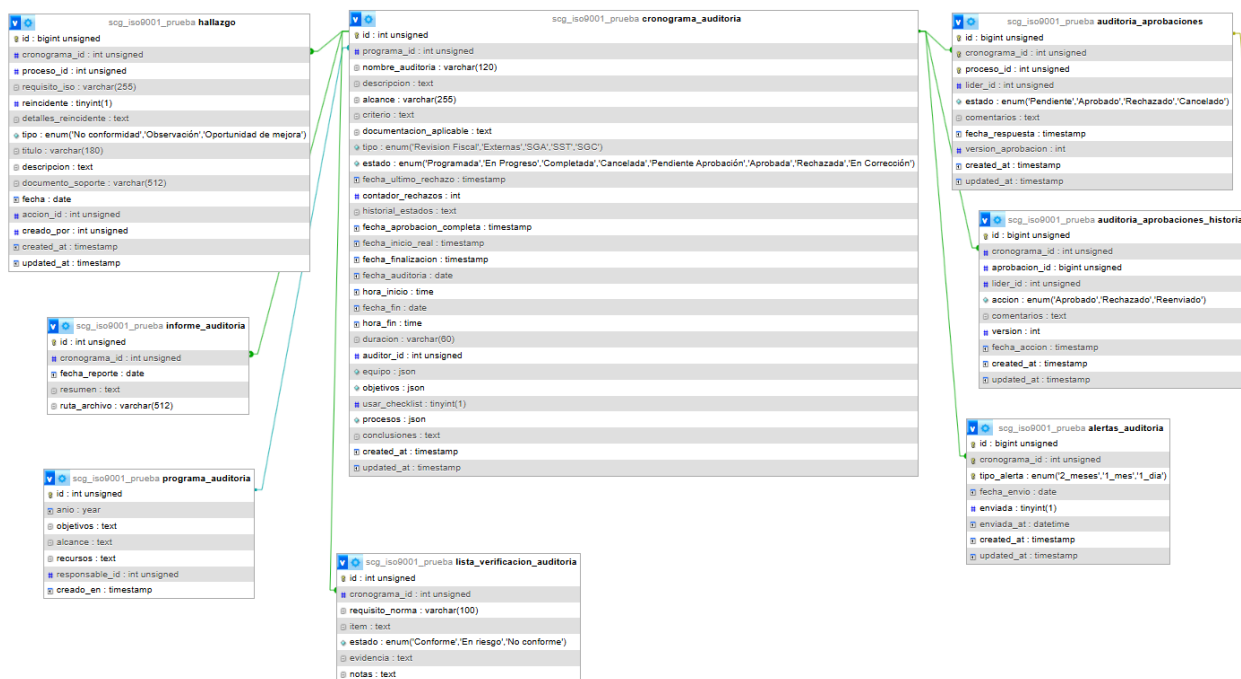 scg_iso9001_prueba hallazgo
id : bigint unsigned
cronograma_id : int unsigned
proceso_id : int unsigned
requisito_iso : varchar(255)
reincidente : tinyint(1)
detalles_reincidente : text
tipo : enum('No conformidad','Observación','Oportunidad de mejora')
titulo : varchar(180)
descripcion : text
documento_soporte : varchar(512)
fecha : date
accion_id : int unsigned
creado_por : int unsigned
created_at : timestamp
updated_at : timestamp
scg_iso9001_prueba informe_auditoria
id : int unsigned
cronograma_id : int unsigned
fecha_reporte : date
resumen : text
ruta_archivo : varchar(512)
scg_iso9001_prueba programa_auditoria
id : int unsigned
anio : year
objetivos : text
alcance : text
recursos : text
responsable_id : int unsigned
creado_en : timestamp
scg_iso9001_prueba cronograma_auditoria
id : int unsigned
programa_id : int unsigned
nombre_auditoria : varchar(120)
descripcion : text
alcance : varchar(255)
criterio : text
documentacion_aplicable : text
tipo : enum('Revision Fiscal','Externas','SGA','SST','SGC')
estado : enum('Programada','En Progreso','Completada','Cancelada','Pendiente Aprobación','Aprobada','Rechazada','En Corrección')
fecha_ultimo_rechazo : timestamp
contador_rechazos : int
historial_estados : text
fecha_aprobacion_completa : timestamp
fecha_inicio_real : timestamp
fecha_finalizacion : timestamp
fecha_auditoria : date
hora_inicio : time
fecha_fin : date
hora_fin : time
duracion : varchar(60)
auditor_id : int unsigned
equipo : json
objetivos : json
usar_checklist : tinyint(1)
procesos : json
conclusiones : text
created_at : timestamp
updated_at : timestamp
scg_iso9001_prueba lista_verificacion_auditoria
id : int unsigned
cronograma_id : int unsigned
requisito_norma : varchar(100)
item : text
estado : enum('Conforme','En riesgo','No conforme')
evidencia : text
notas : text
scg_iso9001_prueba auditoria_aprobaciones
id : bigint unsigned
cronograma_id : int unsigned
proceso_id : int unsigned
lider_id : int unsigned
estado : enum('Pendiente','Aprobado','Rechazado','Cancelado')
comentarios : text
fecha_respuesta : timestamp
version_aprobacion : int
created_at : timestamp
updated_at : timestamp
scg_iso9001_prueba auditoria_aprobaciones_historia
id : bigint unsigned
cronograma_id : int unsigned
aprobacion_id : bigint unsigned
lider_id : int unsigned
accion : enum('Aprobado','Rechazado','Reenviado')
comentarios : text
version : int
fecha_accion : timestamp
created_at : timestamp
updated_at : timestamp
scg_iso9001_prueba alertas_auditoria
id : bigint unsigned
cronograma_id : int unsigned
tipo_alerta : enum('2_meses','1_mes','1_dia')
fecha_envio : date
enviada : tinyint(1)
enviada_at : datetime
created_at : timestamp
updated_at : timestamp